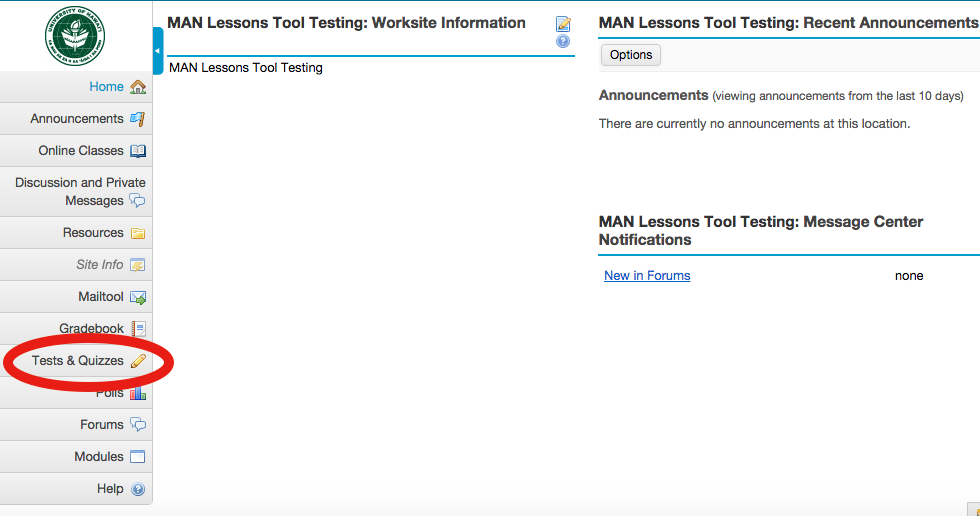 UNIVERSITY OF HAWAI'I
Home
Announcements
Online Classes
Discussion and Private
Messages
Resources
Site Info
Mailtool
Gradebook
Tests & Quizzes
Polls
Forums
Modules
Help
MAN Lessons Tool Testing: Worksite Information
MAN Lessons Tool Testing
MAN Lessons Tool Testing: Recent Announcements
Options
Announcements (viewing announcements from the last 10 days)
There are currently no announcements at this location.
MAN Lessons Tool Testing: Message Center
Notifications
New in Forums none